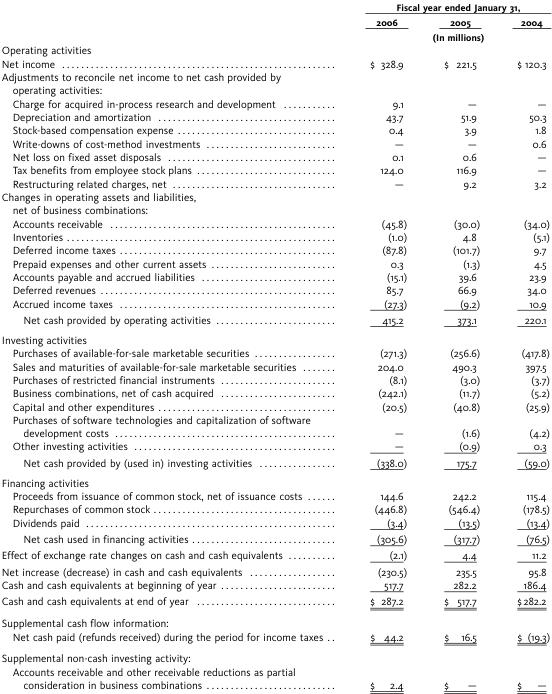 Fiscal year ended January 31,
2006 2005 2004
(In millions)
Operating activities
Net income $ 328.9 $ 221.5 $ 120.3
Adjustments to reconcile net income to net cash provided by
operating activities:
Charge for acquired in-process research and development 9.1 — —
Depreciation and amortization 43.7 51.9 50.3
Stock-based compensation expense 0.4 3.9 1.8
Write-downs of cost-method investments — — 0.6
Net loss on fixed asset disposals 0.1 0.6 —
Tax benefits from employee stock plans 124.0 116.9 —
Restructuring related charges, net — 9.2 3.2
Changes in operating assets and liabilities,
net of business combinations:
Accounts receivable (45.8) (30.0) (34.0)
Inventories (1.0) 4.8 (5.1)
Deferred income taxes (87.8) (101.7) 9.7
Prepaid expenses and other current assets 0.3 (1.3) 4.5
Accounts payable and accrued liabilities (15.1) 39.6 23.9
Deferred revenues 85.7 66.9 34.0
Accrued income taxes (27.3) (9.2) 10.9
Net cash provided by operating activities 415.2 373.1 220.1
Investing activities
Purchases of available-for-sale marketable securities (271.3) (256.6) (417.8)
Sales and maturities of available-for-sale marketable securities 204.0 490.3 397.5
Purchases of restricted financial instruments (8.1) (3.0) (3.7)
Business combinations, net of cash acquired (242.1) (11.7) (5.2)
Capital and other expenditures (20.5) (40.8) (25.9)
Purchases of software technologies and capitalization of software
development costs — (1.6) (4.2)
Other investing activities — (0.9) 0.3
Net cash provided by (used in) investing activities (338.0) 175.7 (59.0)
Financing activities
Proceeds from issuance of common stock, net of issuance costs 144.6 242.2 115.4
Repurchases of common stock (446.8) (546.4) (178.5)
Dividends paid (3.4) (13.5) (13.4)
Net cash used in financing activities (305.6) (317.7) (76.5)
Effect of exchange rate changes on cash and cash equivalents (2.1) 4.4 11.2
Net increase (decrease) in cash and cash equivalents (230.5) 235.5 95.8
Cash and cash equivalents at beginning of year 517.7 282.2 186.4
Cash and cash equivalents at end of year $ 287.2 $ 517.7 $ 282.2
Supplemental cash flow information:
Net cash paid (refunds received) during the period for income taxes $ 44.2 $ 16.5 $ (19.3)
Supplemental non-cash investing activity:
Accounts receivable and other receivable reductions as partial
consideration in business combinations $ 2.4 $ — $ —